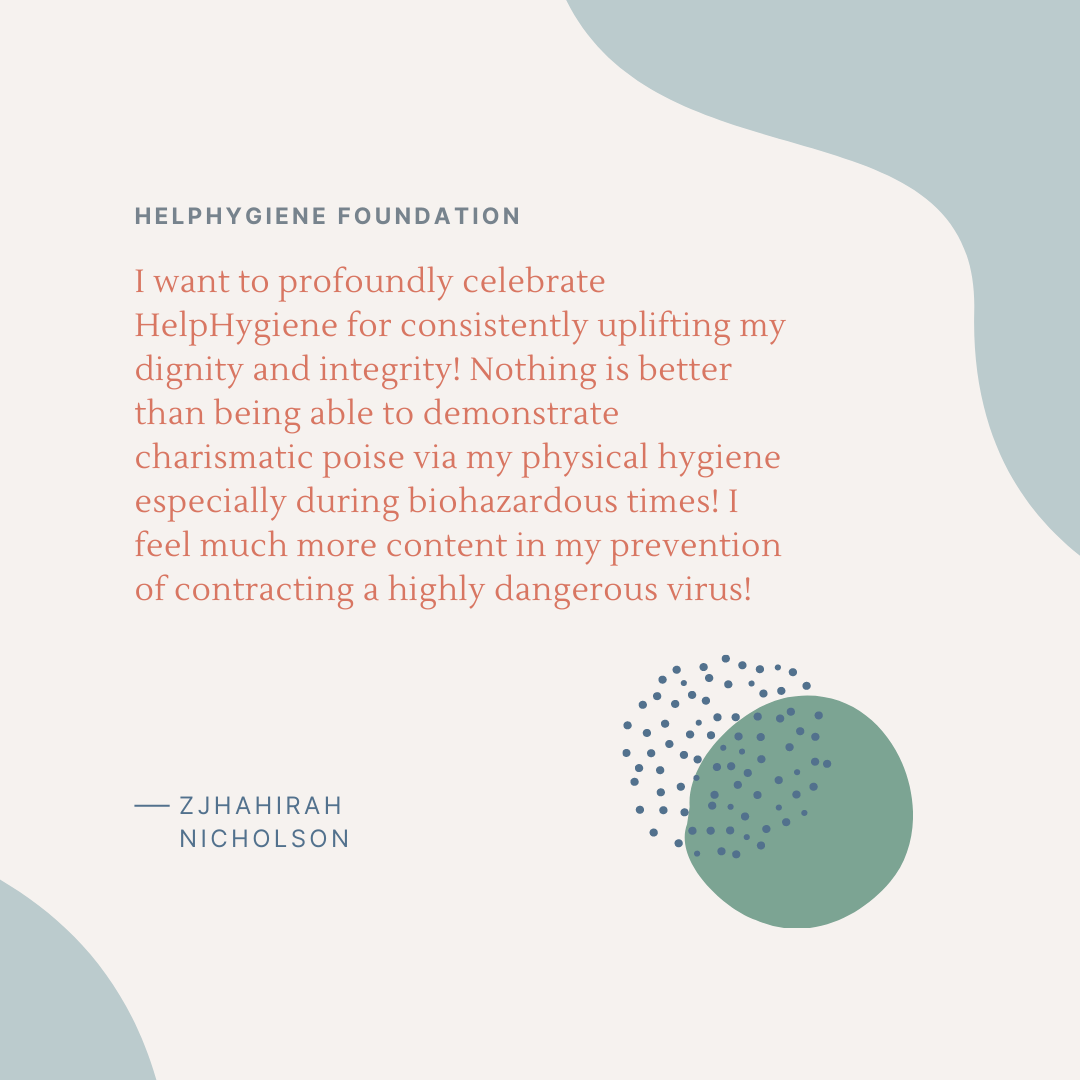 HELPHYGIENE FOUNDATION
I want to profoundly celebrate
HelpHygiene for consistently uplifting my
dignity and integrity! Nothing is better
than being able to demonstrate
charismatic poise via my physical hygiene
especially during biohazardous times! I
feel much more content in my prevention
of contracting a highly dangerous virus!
— ZJHAHIRAH
NICHOLSON